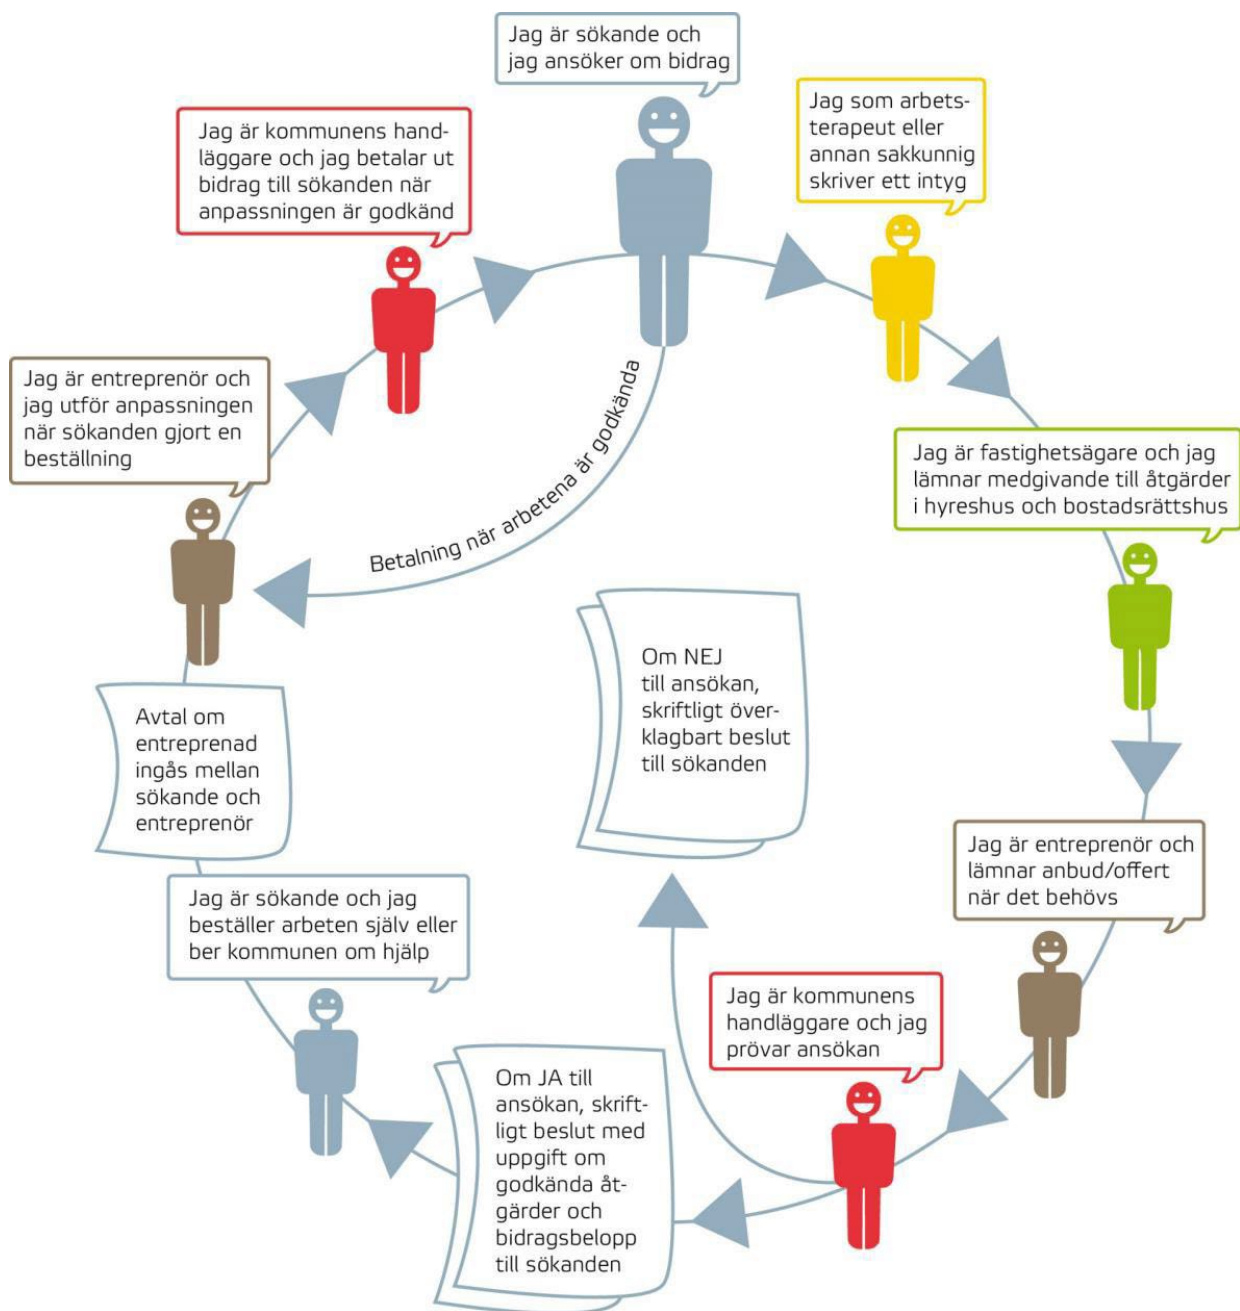 Jag är sökande och
jag ansöker om bidrag
Jag som arbets-
terapeut eller
annan sakkunnig
skriver ett intyg
Jag är fastighetsägare och jag
lämnar medgivande till åtgärder
i hyreshus och bostadsrättshus
Jag är entreprenör och
lämnar anbud/offert
när det behövs
Jag är kommunens
handläggare och jag
prövar ansökan
Om NEJ
till ansökan,
skriftligt över-
klagbart beslut
till sökanden
Om JA till
ansökan, skrift-
ligt beslut med
uppgift om
godkända åt-
gärder och
bidragsbelopp
till sökanden
Jag är sökande och jag
beställer arbeten själv eller
ber kommunen om hjälp
Avtal om
entreprenad
ingås mellan
sökande och
entreprenör
Jag är entreprenör och
jag utför anpassningen
när sökanden gjort en
beställning
Jag är kommunens hand-
läggare och jag betalar ut
bidrag till sökanden när
anpassningen är godkänd
Betalning när arbetena är godkända